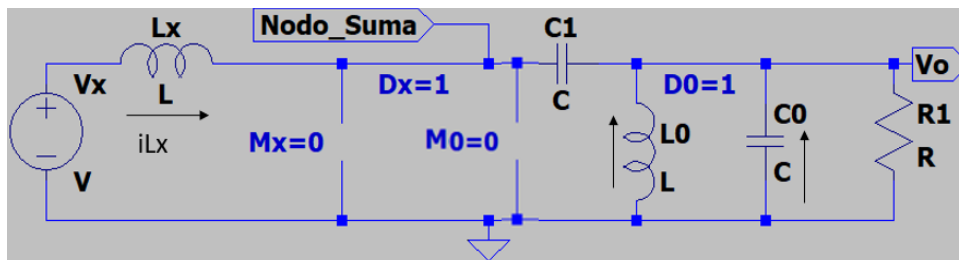 Nodo_Suma
Lx
C1
Vx
L
Dx=1
C
D0=1
Vo
iLx
Mx=0
M0=0
L0
C0
R1
V
L
C
R